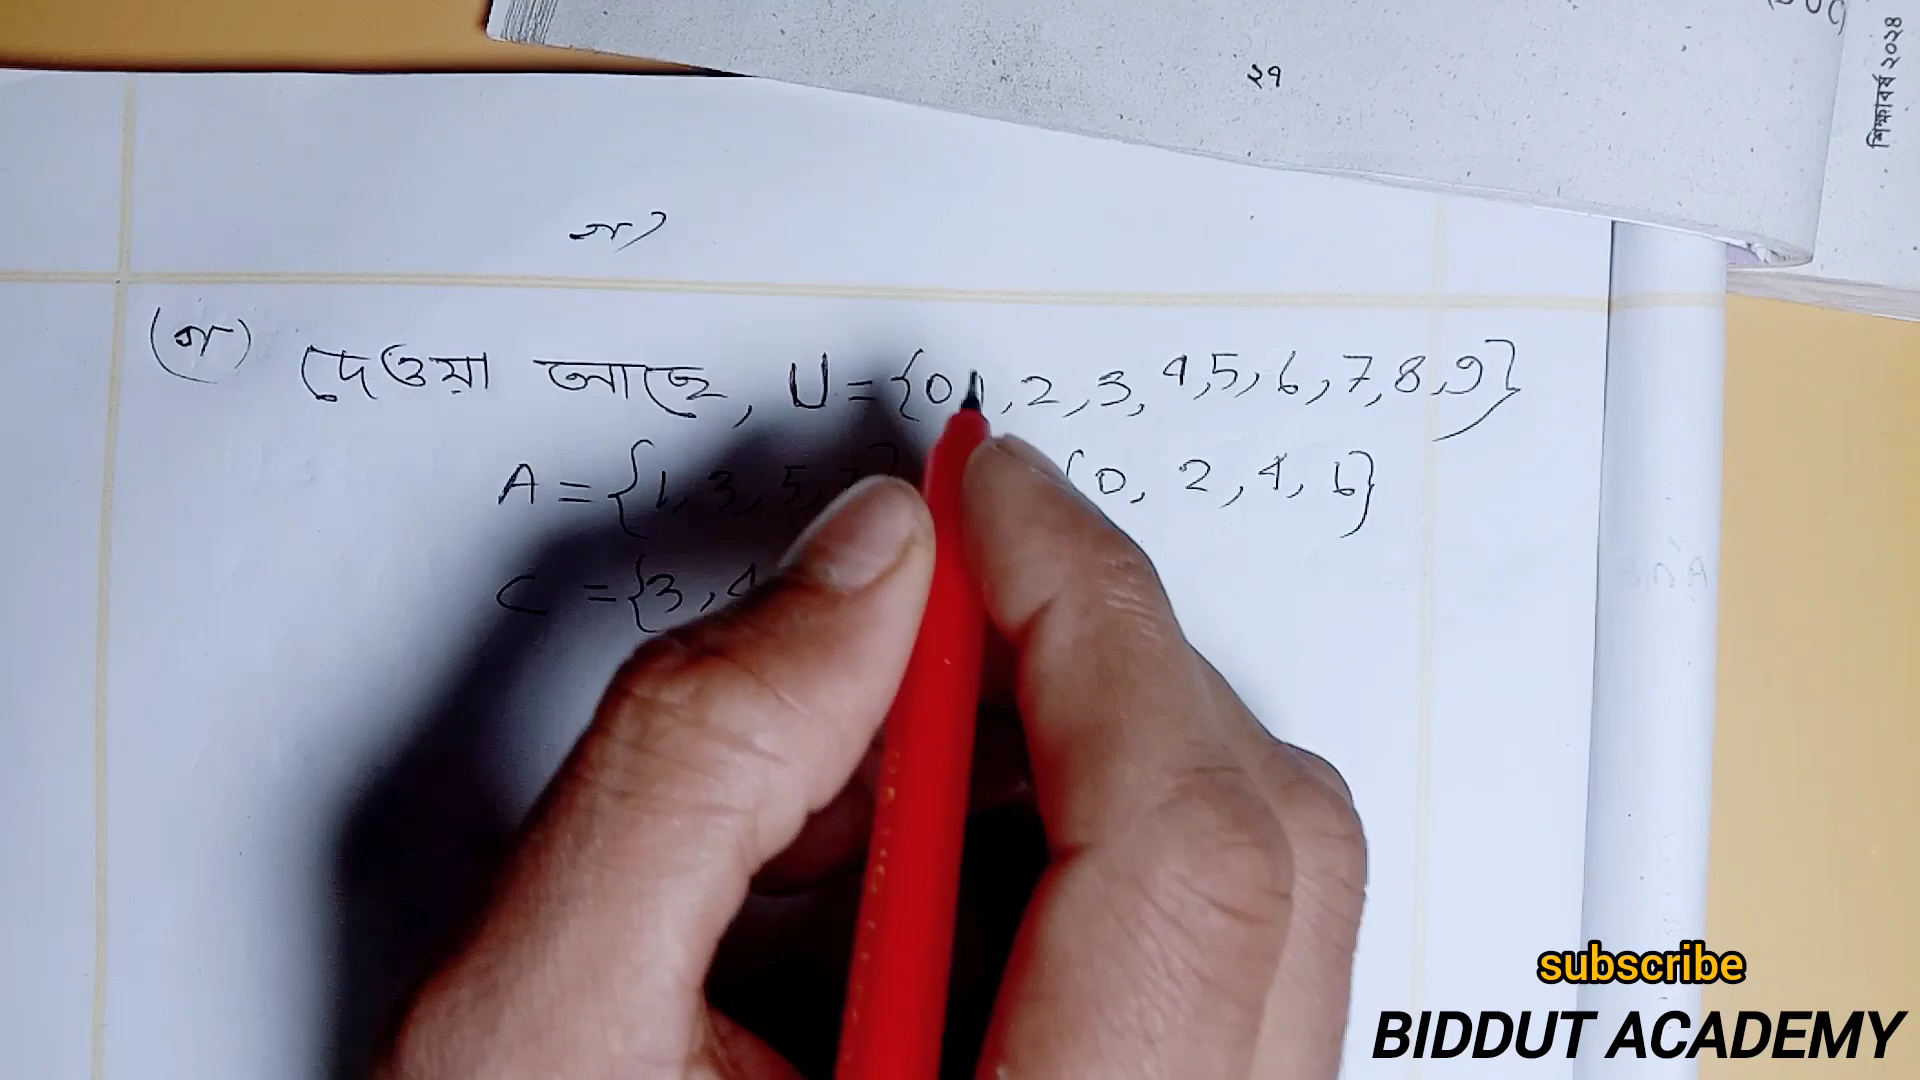 ২৭
শিক্ষাবর্ষ ২০২৪
গ)
(গ) দেওয়া আছে, U = {0, 1, 2, 3, 4, 5, 6, 7, 8, 9}
A = {1, 3, 5, {0, 2, 4, 6}
C = {3, 4
subscribe
BIDDUT ACADEMY